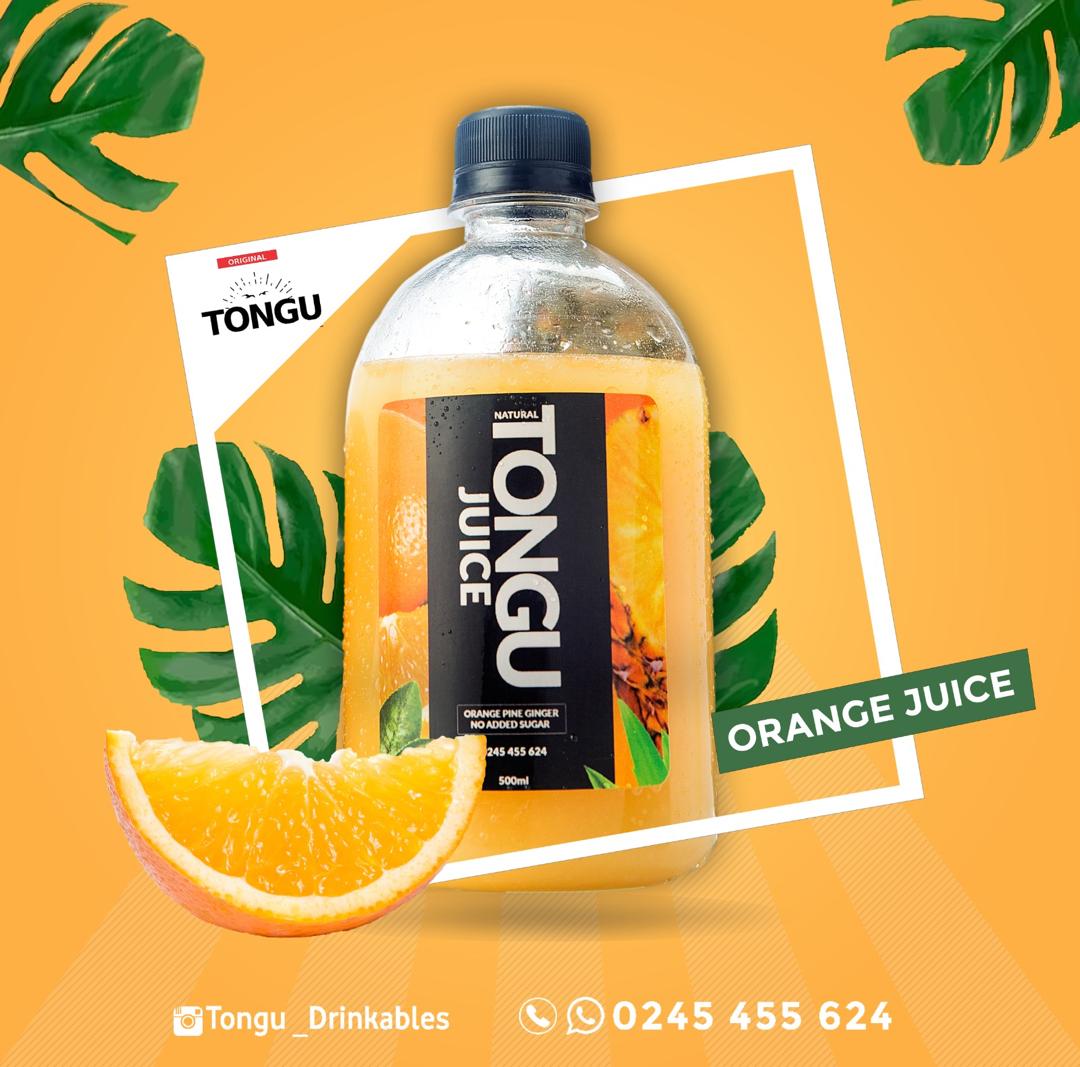 ORIGINAL
TONGU
NATURAL
TONGU
JUICE
ORANGE PINE GINGER
NO ADDED SUGAR
245 455 624
500ml
ORANGE JUICE
Tongu_Drinkables
0245 455 624